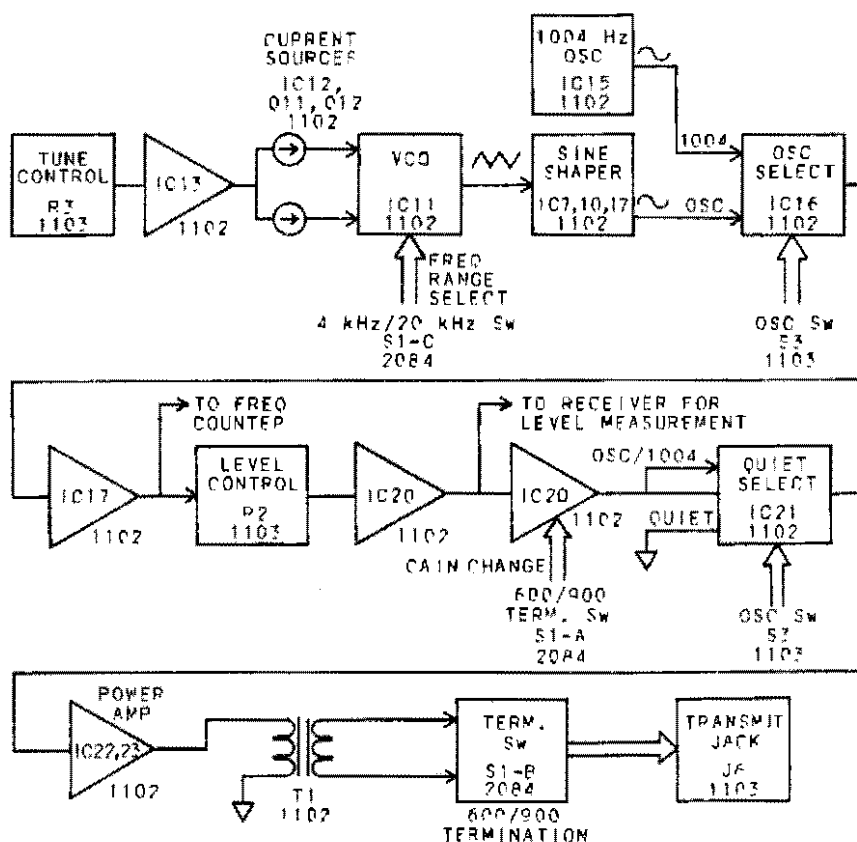 CURRENT
SOURCES
IC12,
Q11, Q12
1102
1004 Hz
OSC
IC15
1102
TUNE
CONTROL
R3
1103
IC13
1102
VCO
IC11
1102
SINE
SHAPER
IC7,10,17
1102
1004
OSC
OSC
SELECT
IC16
1102
FREQ
RANGE
SELECT
4 kHz/20 kHz Sw
S1-C
2084
OSC Sw
S3
1103
TO FREQ
COUNTER
TO RECEIVER FOR
LEVEL MEASUREMENT
IC17
1102
LEVEL
CONTROL
R2
1103
IC20
1102
IC20
1102
OSC/1004
QUIET
QUIET
SELECT
IC21
1102
GAIN CHANGE
600/900
TERM. Sw
S1-A
2084
OSC Sw
S3
1103
POWER
AMP
IC22,23
1102
T1
1102
TERM.
SW
S1-B
2084
600/900
TERMINATION
TRANSMIT
JACK
J6
1103